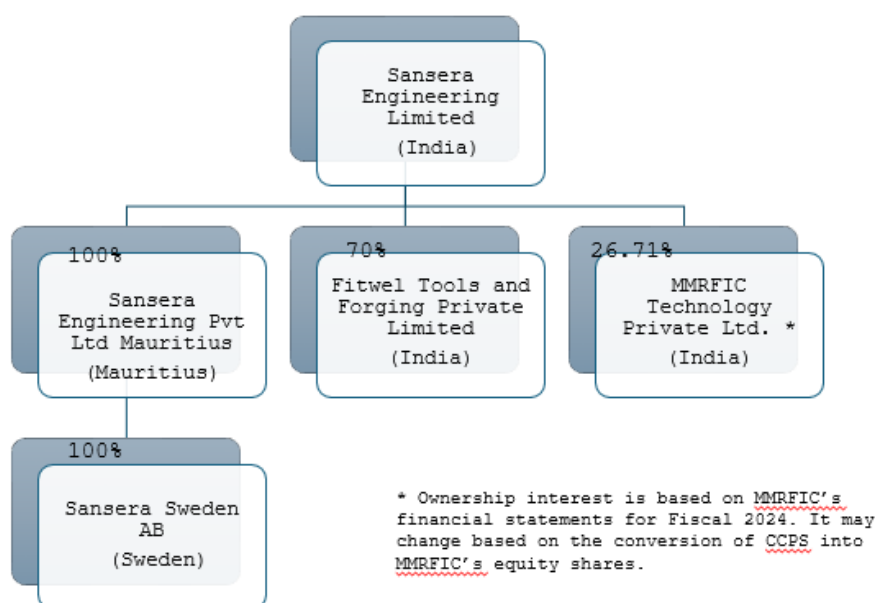 Sansera
Engineering
Limited
(India)
100%
Sansera
Engineering Pvt
Ltd Mauritius
(Mauritius)
70%
Fitwel Tools and
Forging Private
Limited
(India)
26.71%
MMRFIC
Technology
Private Ltd. *
(India)
100%
Sansera Sweden
AB
(Sweden)
* Ownership interest is based on MMRFIC's
financial statements for Fiscal 2024. It may
change based on the conversion of CCPS into
MMRFIC's equity shares.